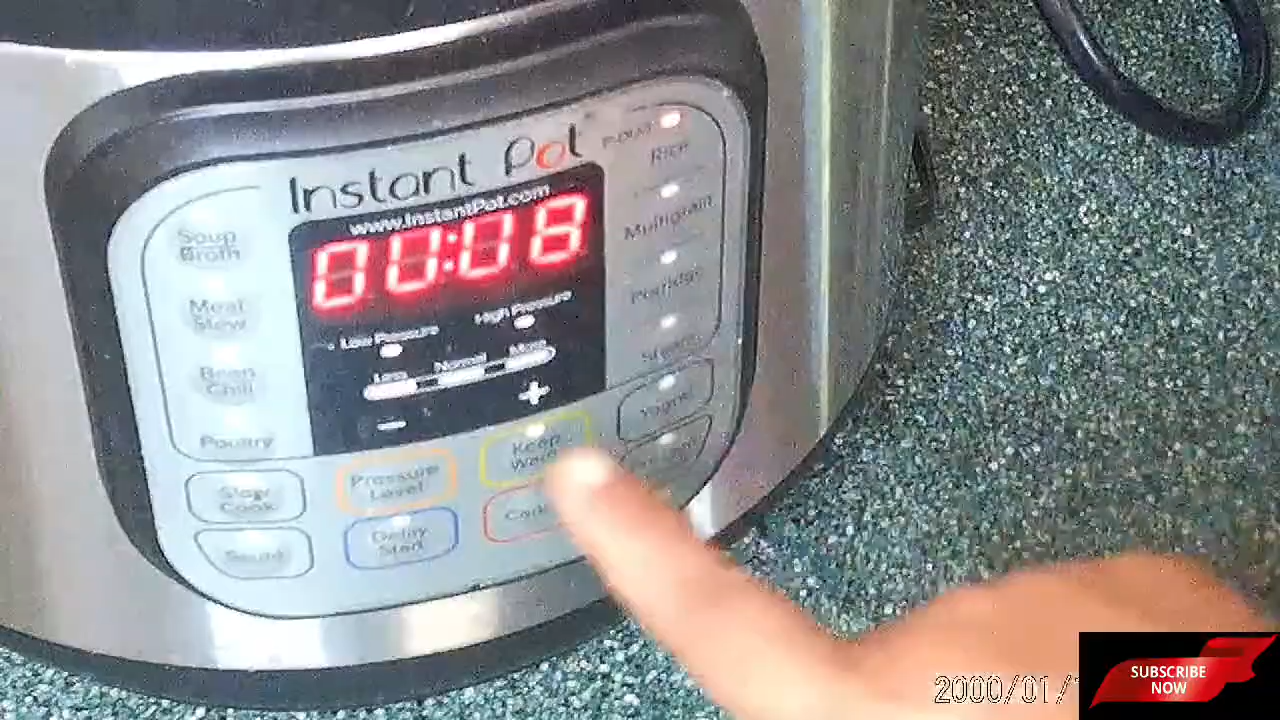 Instant Pot
www.InstantPot.com
00:08
Low Pressure
High Pressure
Less
Normal
More
- +
Soup
Broth
Meat
Stew
Bean
Chili
Poultry
Slow
Cook
Sauté
Pressure
Level
Delay
Start
Keep
Warm
Rice
Multigrain
Porridge
Steam
Yogurt
2000/01/
SUBSCRIBE
NOW